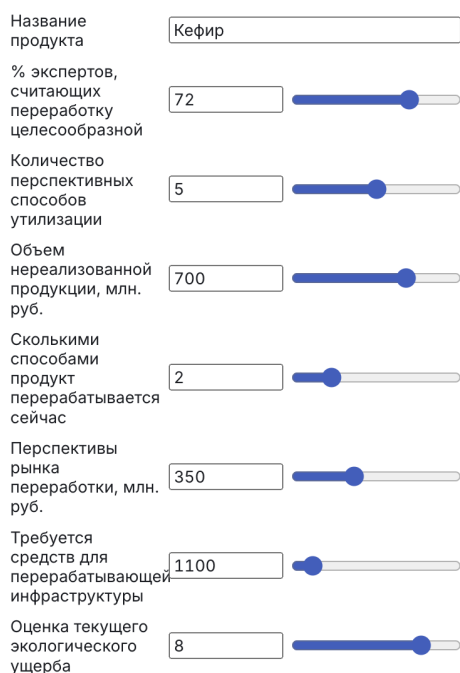 Название
продукта
Кефир
% экспертов,
считающих
переработку
целесообразной
72
Количество
перспективных
способов
утилизации
5
Объем
нереализованной
продукции, млн.
руб.
700
Сколькими
способами
продукт
перерабатывается
сейчас
2
Перспективы
рынка
переработки, млн.
руб.
350
Требуется
средств для
перерабатывающей
инфраструктуры
1100
Оценка текущего
экологического
ущерба
8